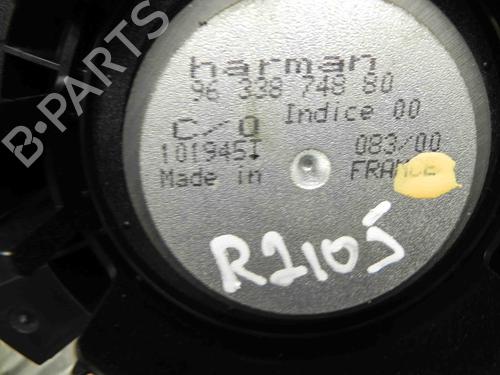 B-PARTS
harman
96 338 748 80
C/0 Indice 00
101945I 083/00
Made in FRANCE
R2105